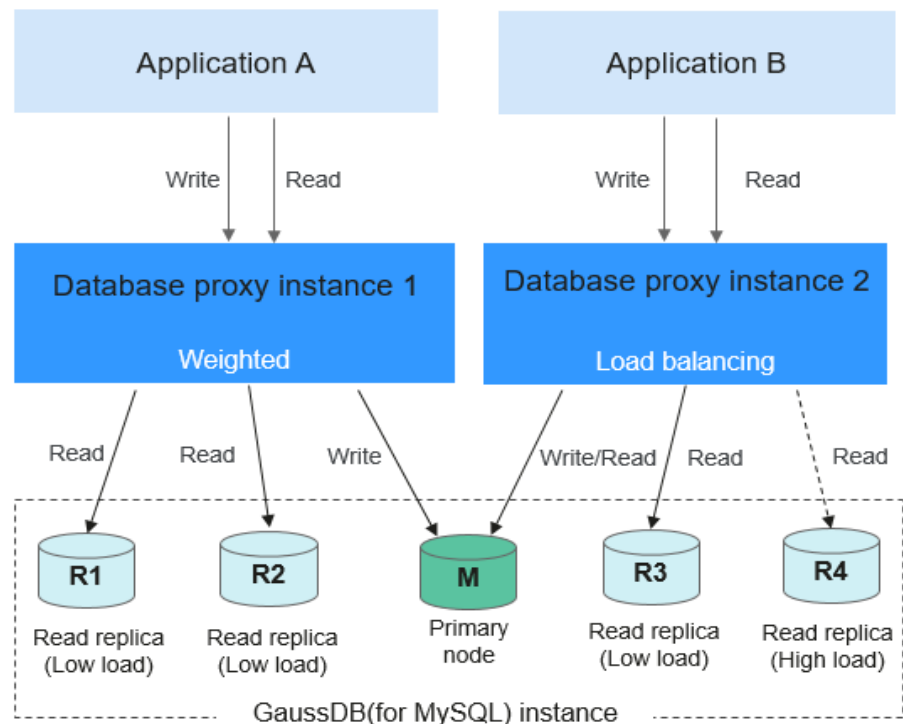 Application A
Application B
Write
Read
Write
Read
Database proxy instance 1
Weighted
Database proxy instance 2
Load balancing
Read
Read
Write
Write/Read
Read
Read
R1
R2
M
R3
R4
Read replica
(Low load)
Read replica
(Low load)
Primary
node
Read replica
(Low load)
Read replica
(High load)
GaussDB(for MySQL) instance